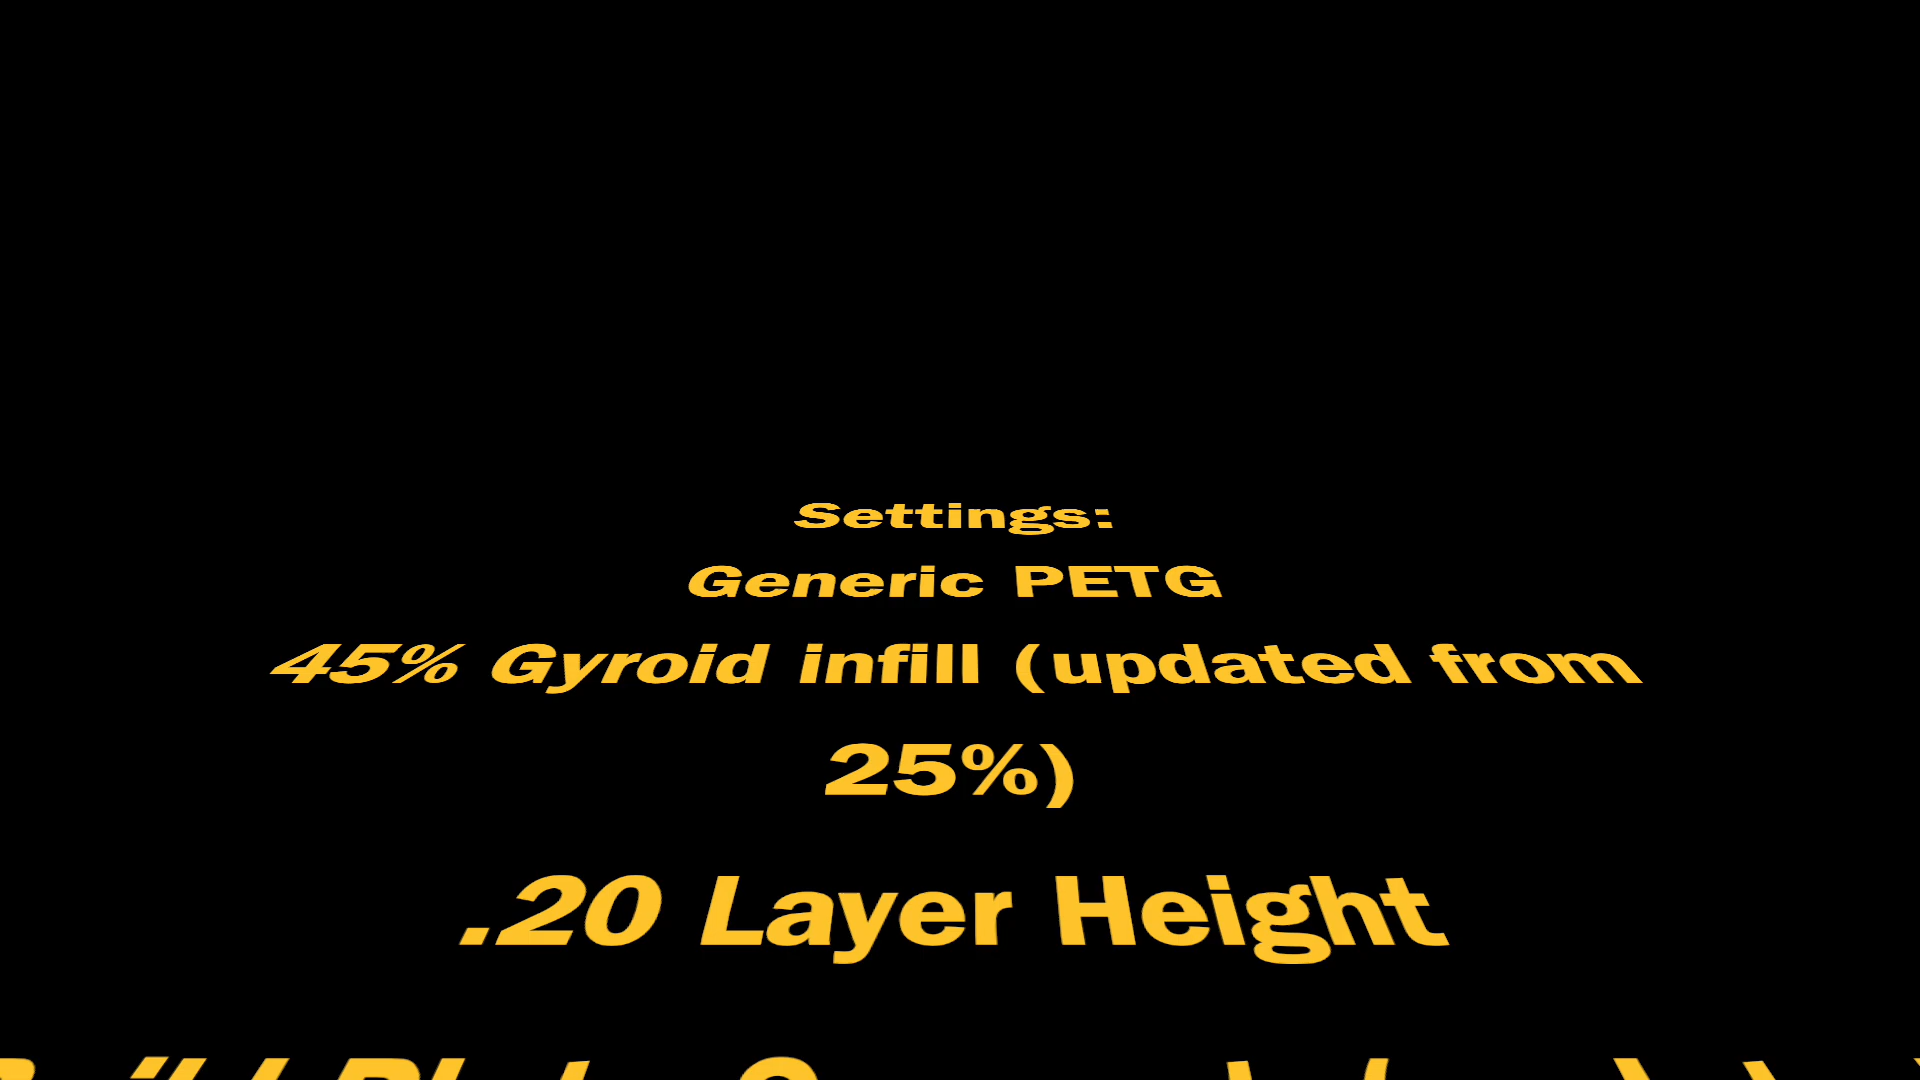 Settings:
Generic PETG
45% Gyroid infill (updated from
25%)
.20 Layer Height